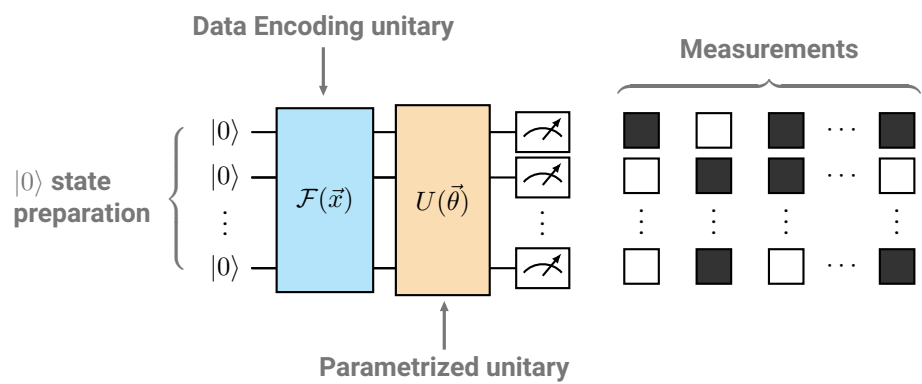 Data Encoding unitary
Measurements
|0⟩ state
preparation
|0⟩
|0⟩
⋮
|0⟩
𝓕(x⃗)
U(θ⃗)
⋮
···
···
⋮ ⋮ ⋮ ⋮
···
Parametrized unitary